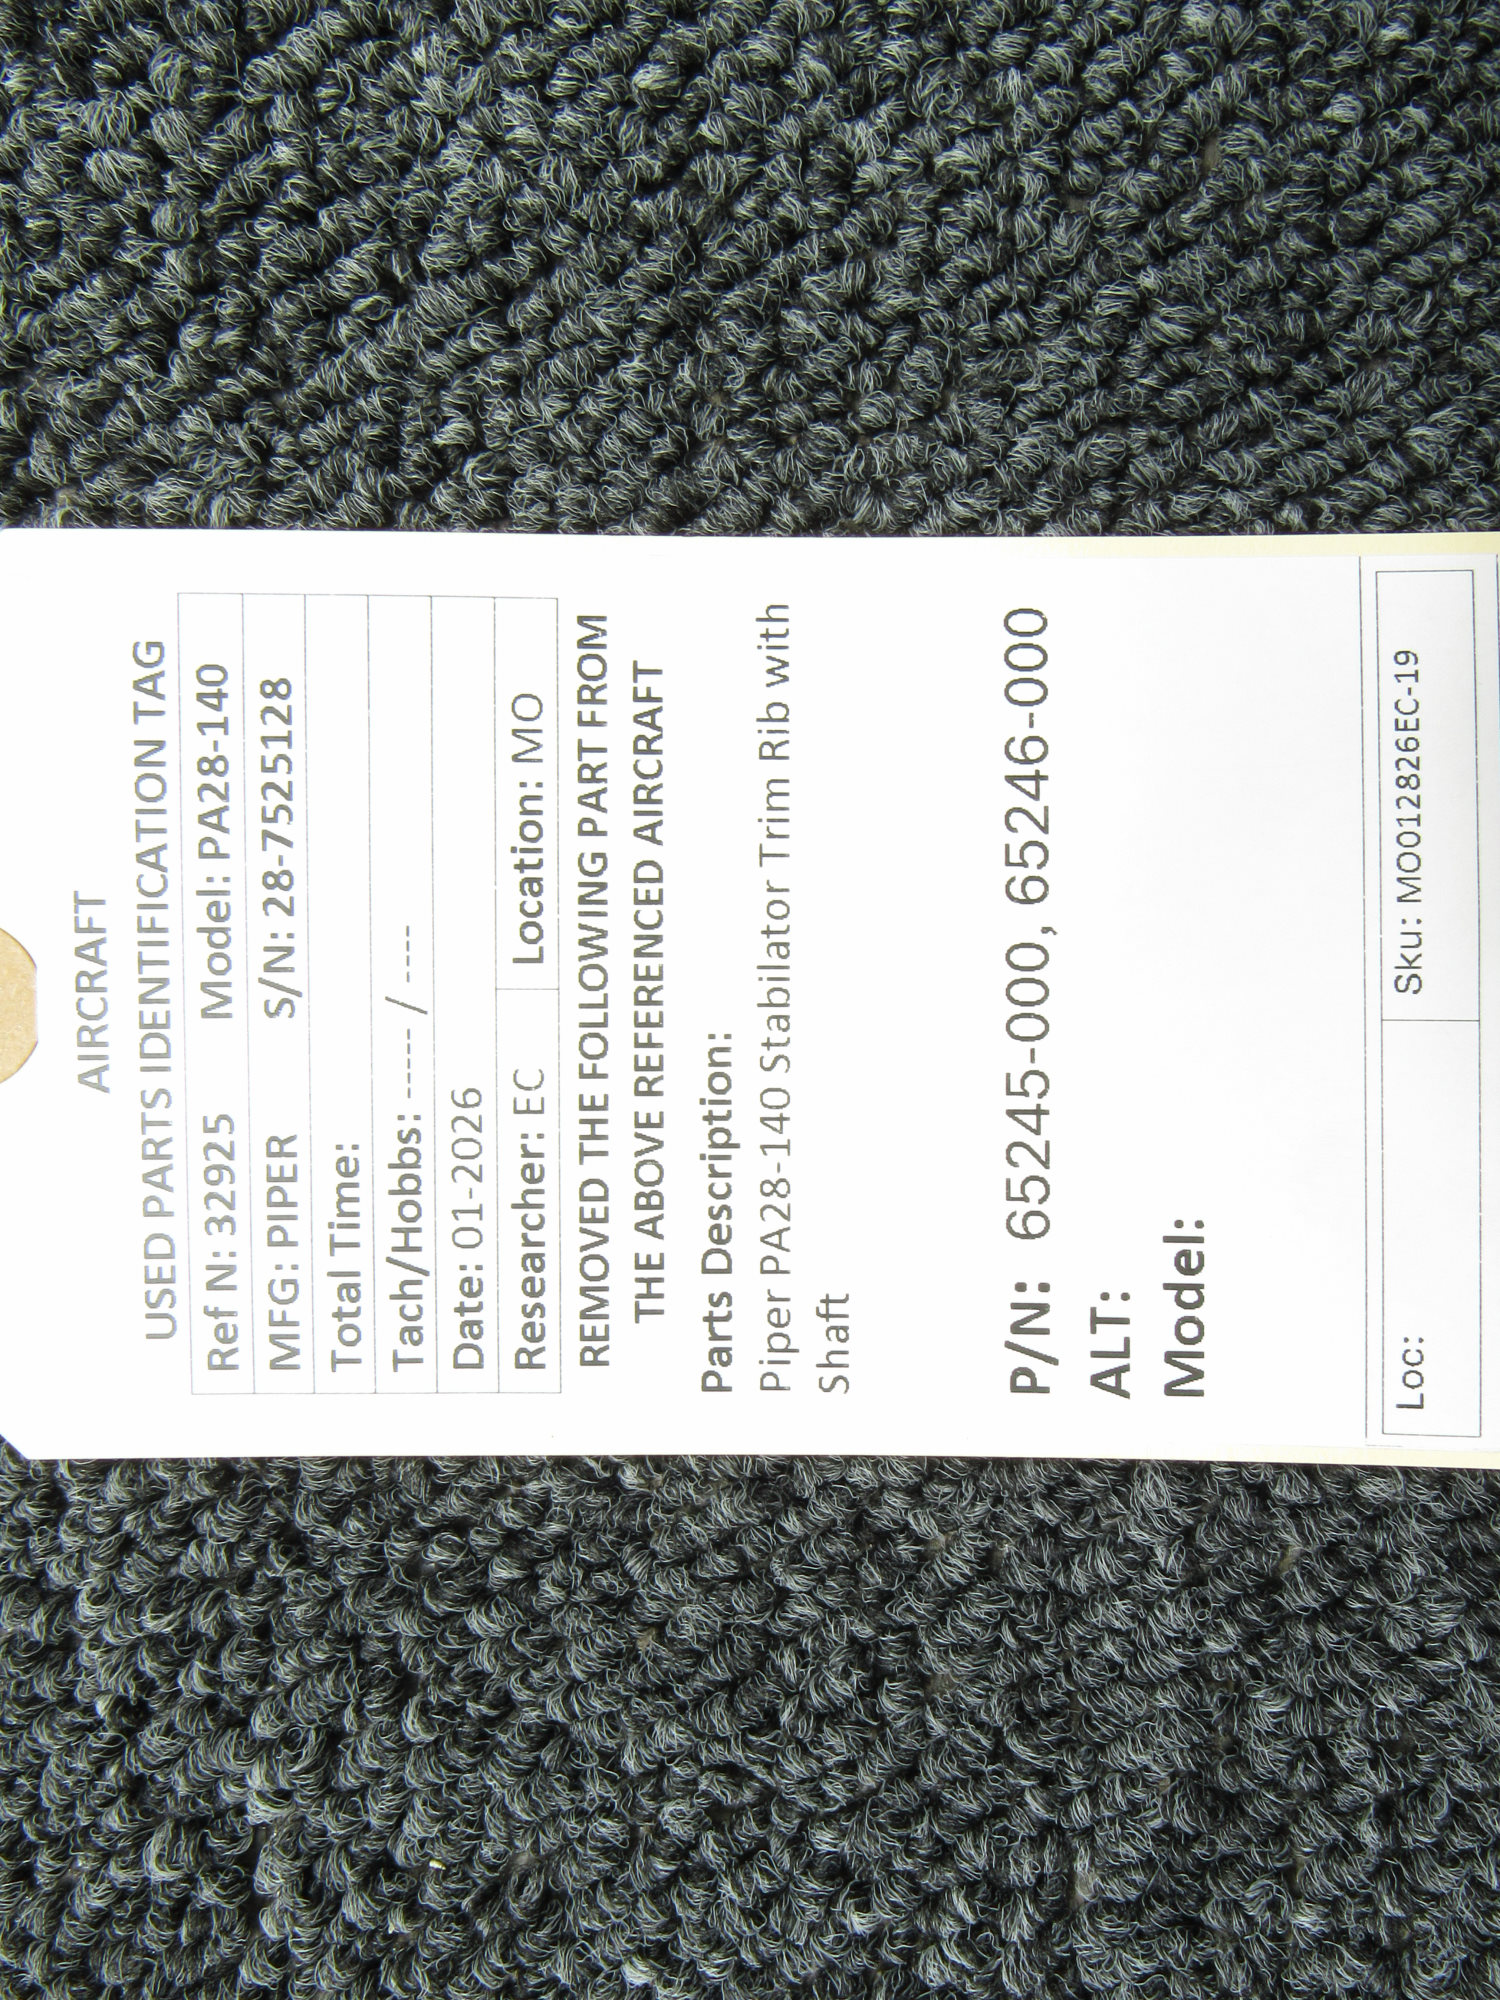 AIRCRAFT
USED PARTS IDENTIFICATION TAG
Ref N: 32925 Model: PA28-140
MFG: PIPER S/N: 28-7525128
Total Time:
Tach/Hobbs: ----- / ----
Date: 01-2026
Researcher: EC Location: MO
REMOVED THE FOLLOWING PART FROM
THE ABOVE REFERENCED AIRCRAFT
Parts Description:
Piper PA28-140 Stabilator Trim Rib with
Shaft
P/N: 65245-000, 65246-000
ALT:
Model:
Loc: Sku: MO012826EC-19